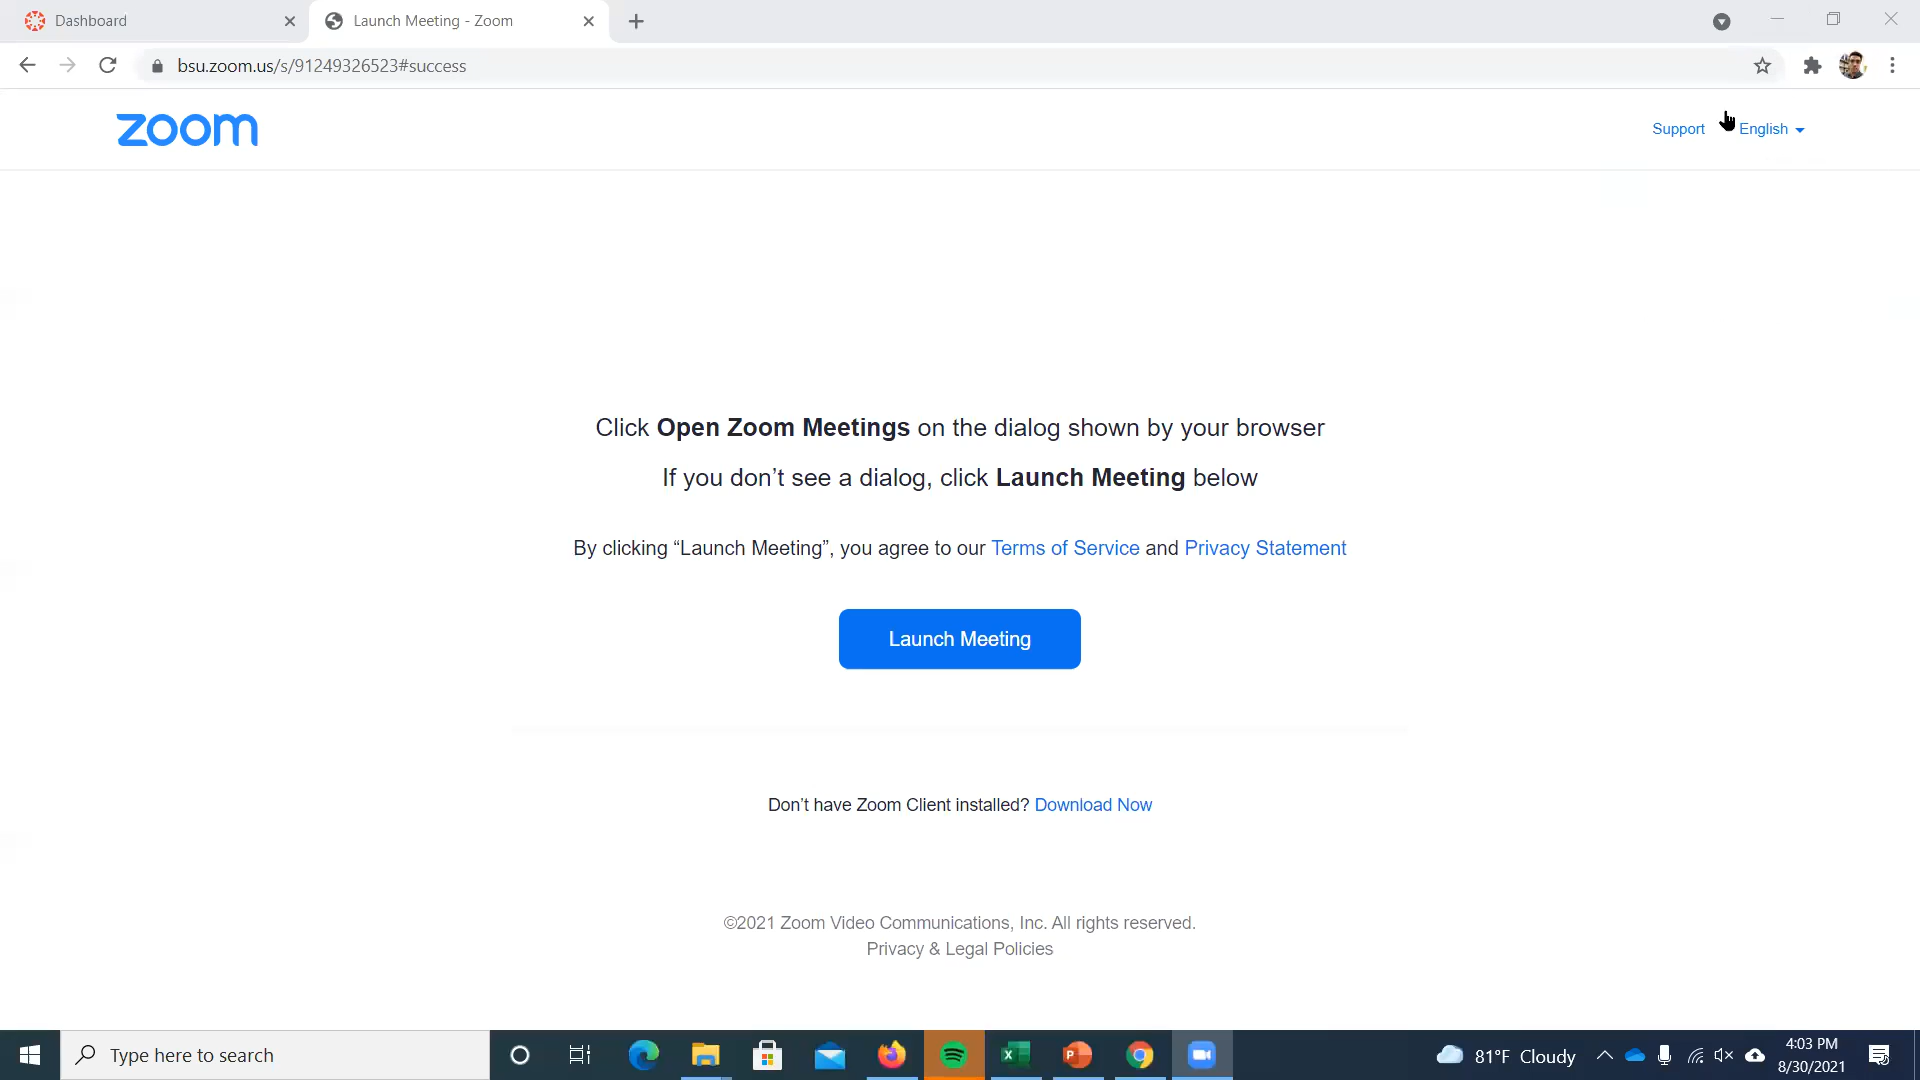 Dashboard
Launch Meeting - Zoom
bsu.zoom.us/s/91249326523#success
zoom
Support
English
Click Open Zoom Meetings on the dialog shown by your browser
If you don’t see a dialog, click Launch Meeting below
By clicking “Launch Meeting”, you agree to our Terms of Service and Privacy Statement
Launch Meeting
Don’t have Zoom Client installed? Download Now
©2021 Zoom Video Communications, Inc. All rights reserved.
Privacy & Legal Policies
Type here to search
81°F Cloudy
4:03 PM
8/30/2021